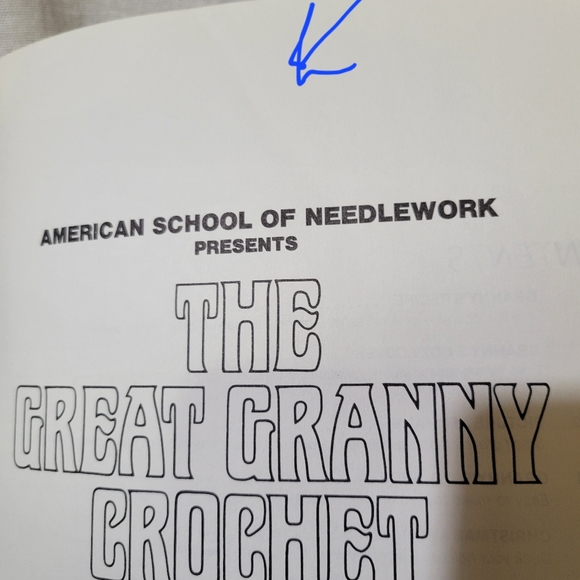 AMERICAN SCHOOL OF NEEDLEWORK
PRESENTS
THE
GREAT GRANNY
CROCHET